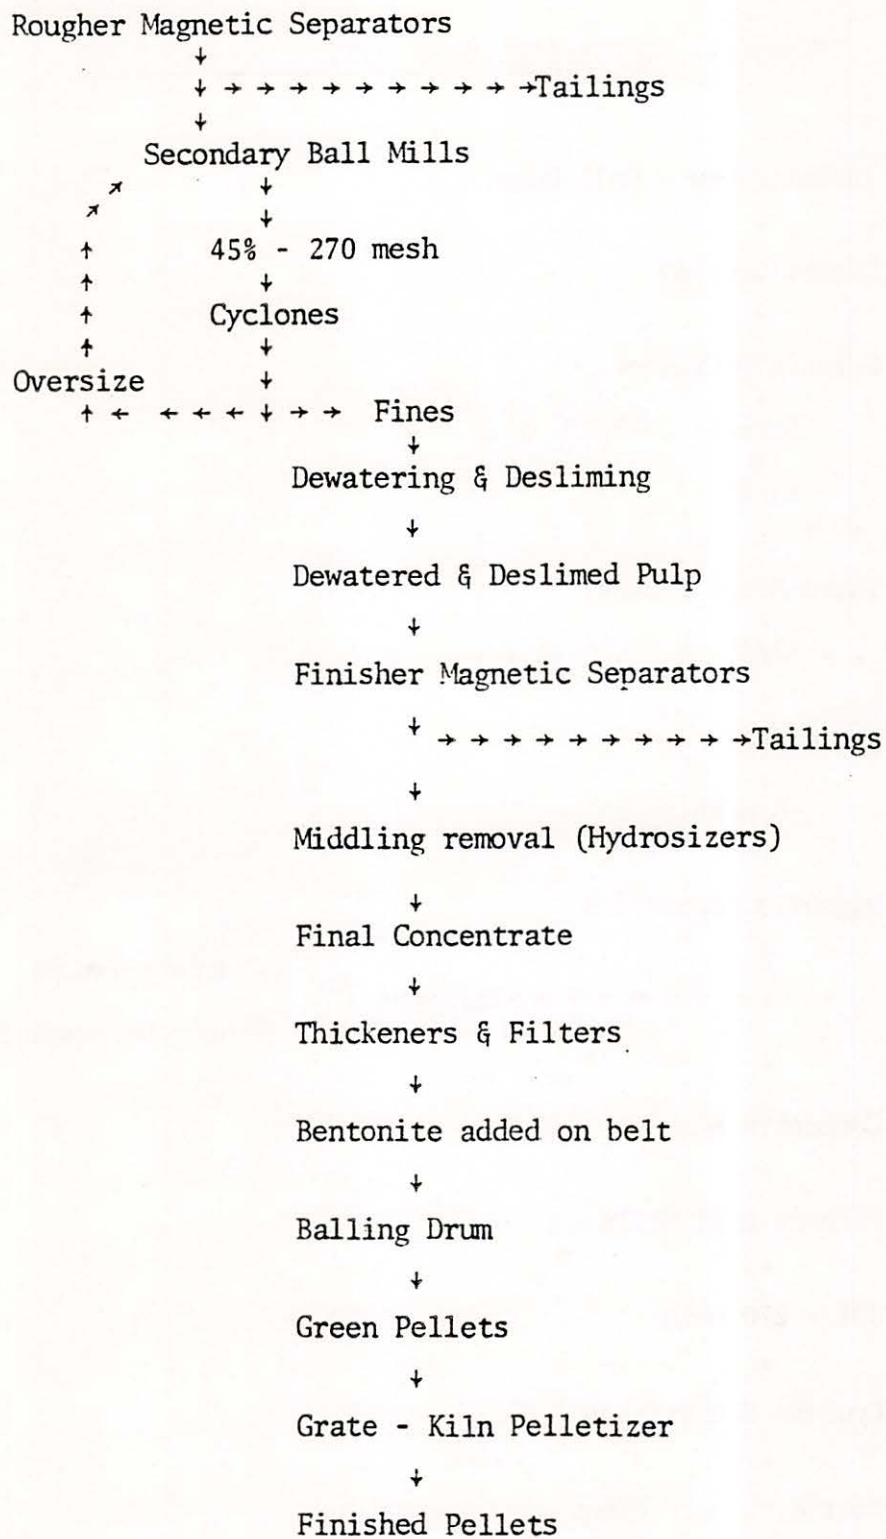 Rougher Magnetic Separators
↓
↓ → → → → → → → → → →Tailings
↓
Secondary Ball Mills
↗ ↓
↗ ↓
↑ 45% - 270 mesh
↑ ↓
↑ Cyclones
↑ ↓
Oversize ↓
↑ ← ← ← ← ↓ → → Fines
↓
Dewatering & Desliming
↓
Dewatered & Deslimed Pulp
↓
Finisher Magnetic Separators
↓ → → → → → → → → → →Tailings
↓
Middling removal (Hydrosizers)
↓
Final Concentrate
↓
Thickeners & Filters
↓
Bentonite added on belt
↓
Balling Drum
↓
Green Pellets
↓
Grate - Kiln Pelletizer
↓
Finished Pellets